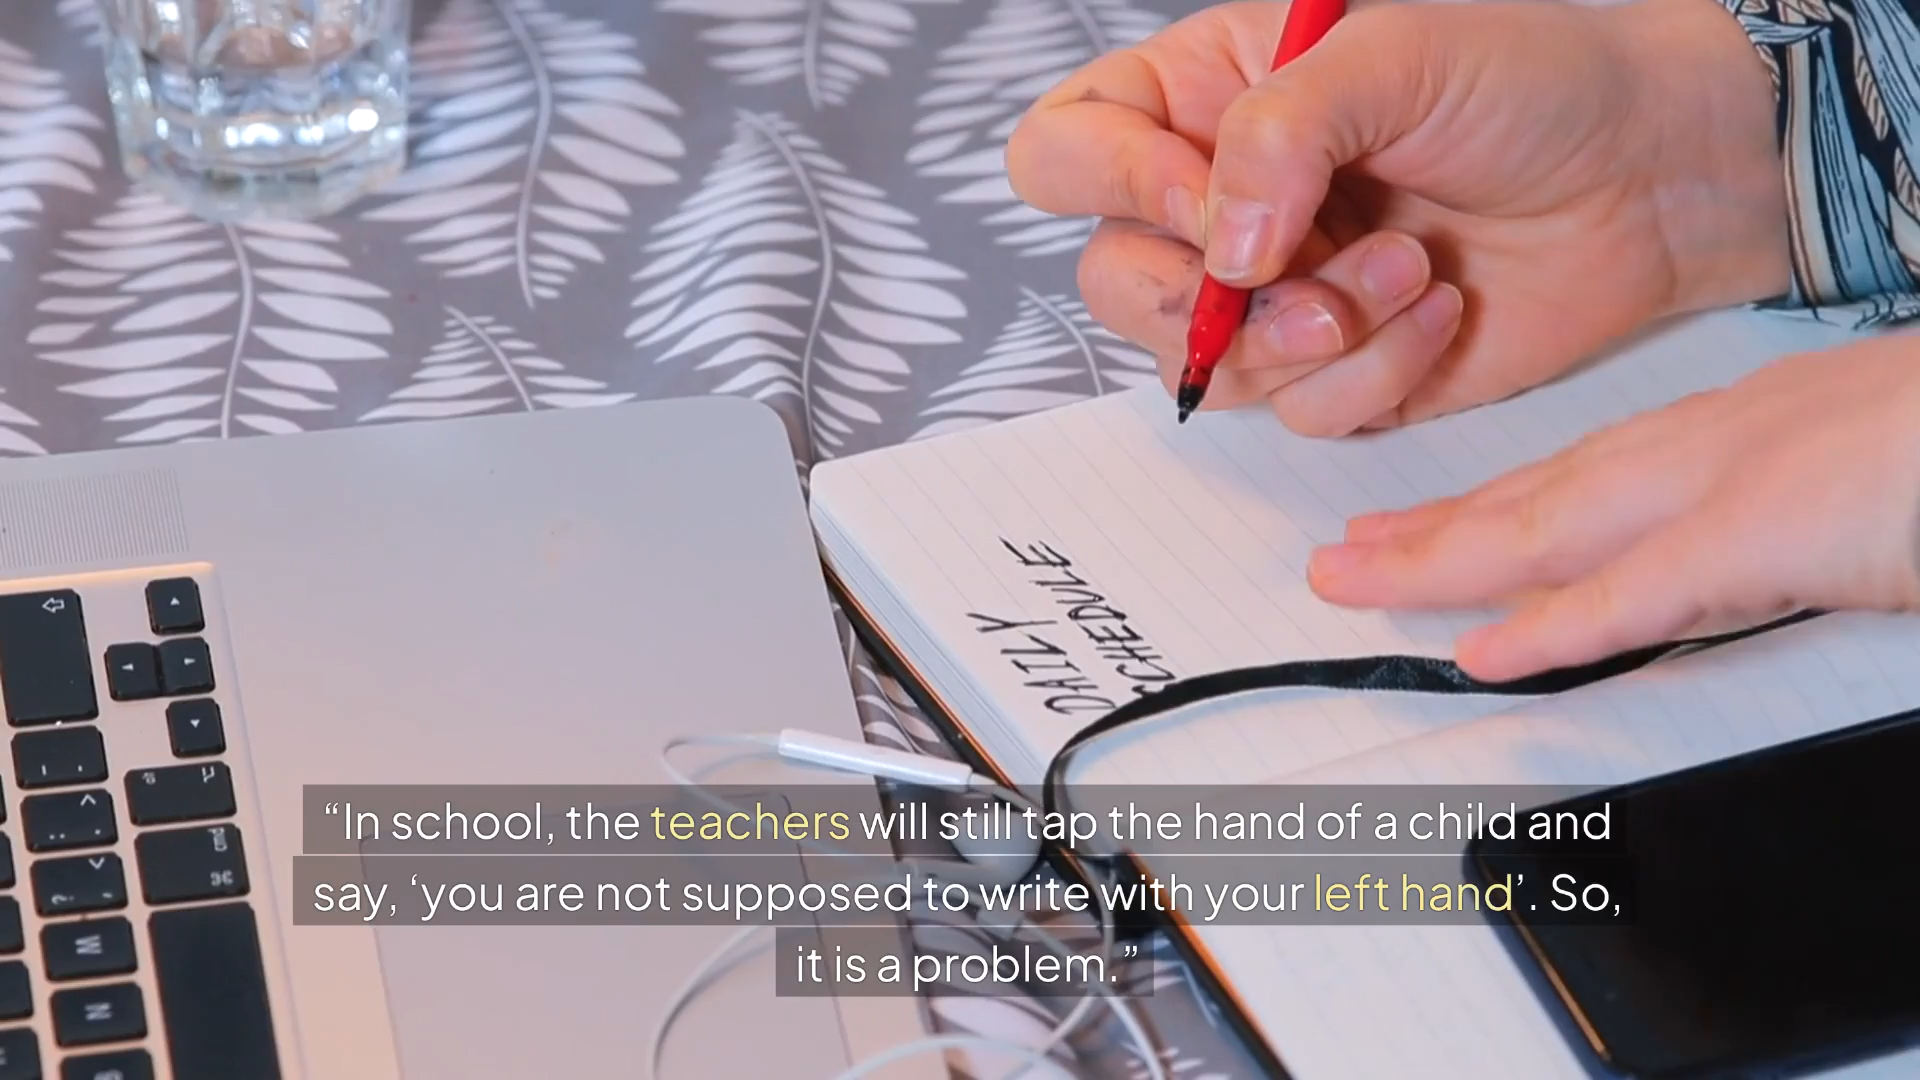 DAILY
SCHEDULE
“In school, the teachers will still tap the hand of a child and
say, ‘you are not supposed to write with your left hand’. So,
it is a problem.”